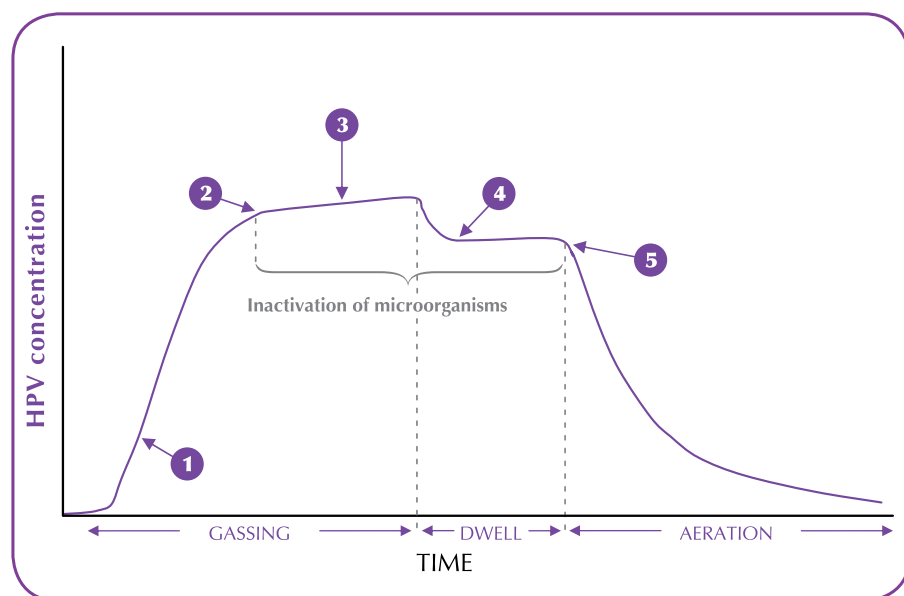 3
2
4
5
Inactivation of microorganisms
HPV concentration
1
GASSING
DWELL
AERATION
TIME